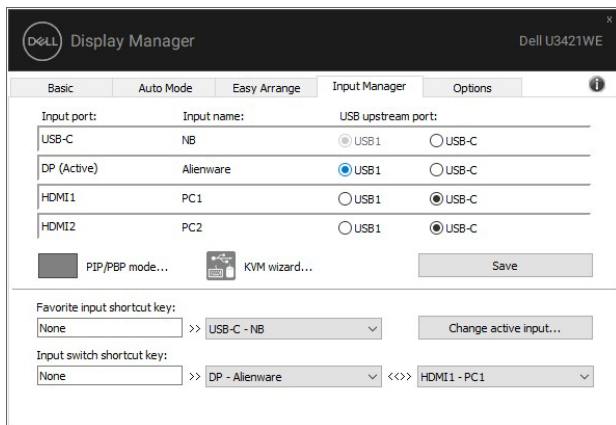 x
DELL Display Manager Dell U3421WE
Basic Auto Mode Easy Arrange Input Manager Options i
Input port: Input name: USB upstream port:
USB-C NB USB1 USB-C
DP (Active) Alienware USB1 USB-C
HDMI1 PC1 USB1 USB-C
HDMI2 PC2 USB1 USB-C
PIP/PBP mode... KVM wizard... Save
Favorite input shortcut key:
None >> USB-C - NB Change active input...
Input switch shortcut key:
None >> DP - Alienware <<>> HDMI1 - PC1